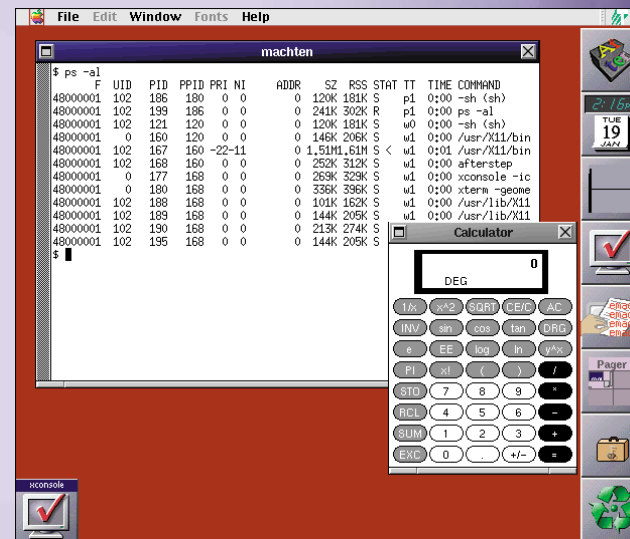 File Edit Window Fonts Help
machten
$ ps -al
F UID PID PPID PRI NI ADDR SZ RSS STAT TT TIME COMMAND
48000001 102 186 180 0 0 0 120K 181K S p1 0:00 -sh (sh)
48000001 102 199 186 0 0 0 241K 302K R p1 0:00 ps -al
48000001 102 121 120 0 0 0 120K 181K S w0 0:00 -sh (sh)
48000001 0 160 120 0 0 0 146K 206K S w1 0:00 /usr/X11/bin
48000001 102 167 160 -22-11 0 1,51M1,61M S < w1 0:01 /usr/X11/bin
48000001 102 168 160 0 0 0 252K 312K S w1 0:00 afterstep
48000001 0 177 168 0 0 0 269K 329K S w1 0:00 xconsole -ic
48000001 0 180 168 0 0 0 336K 396K S w1 0:00 xterm -geome
48000001 102 188 168 0 0 0 101K 162K S w1 0:00 /usr/lib/X11
48000001 102 189 168 0 0 0 144K 205K S w1 0:00 /usr/lib/X11
48000001 102 190 168 0 0 0 213K 274K S
48000001 102 195 168 0 0 0 144K 205K S
$
Calculator
0
DEG
1/x x^2 SQRT CE/C AC
INV sin cos tan DRG
e EE log ln y^x
PI x! ( ) /
STO 7 8 9 *
RCL 4 5 6 -
SUM 1 2 3 +
EXC 0 . +/- =
2:16
TUE
19
JAN
emac
emac
emac
emac
Pager
ma
xconsole